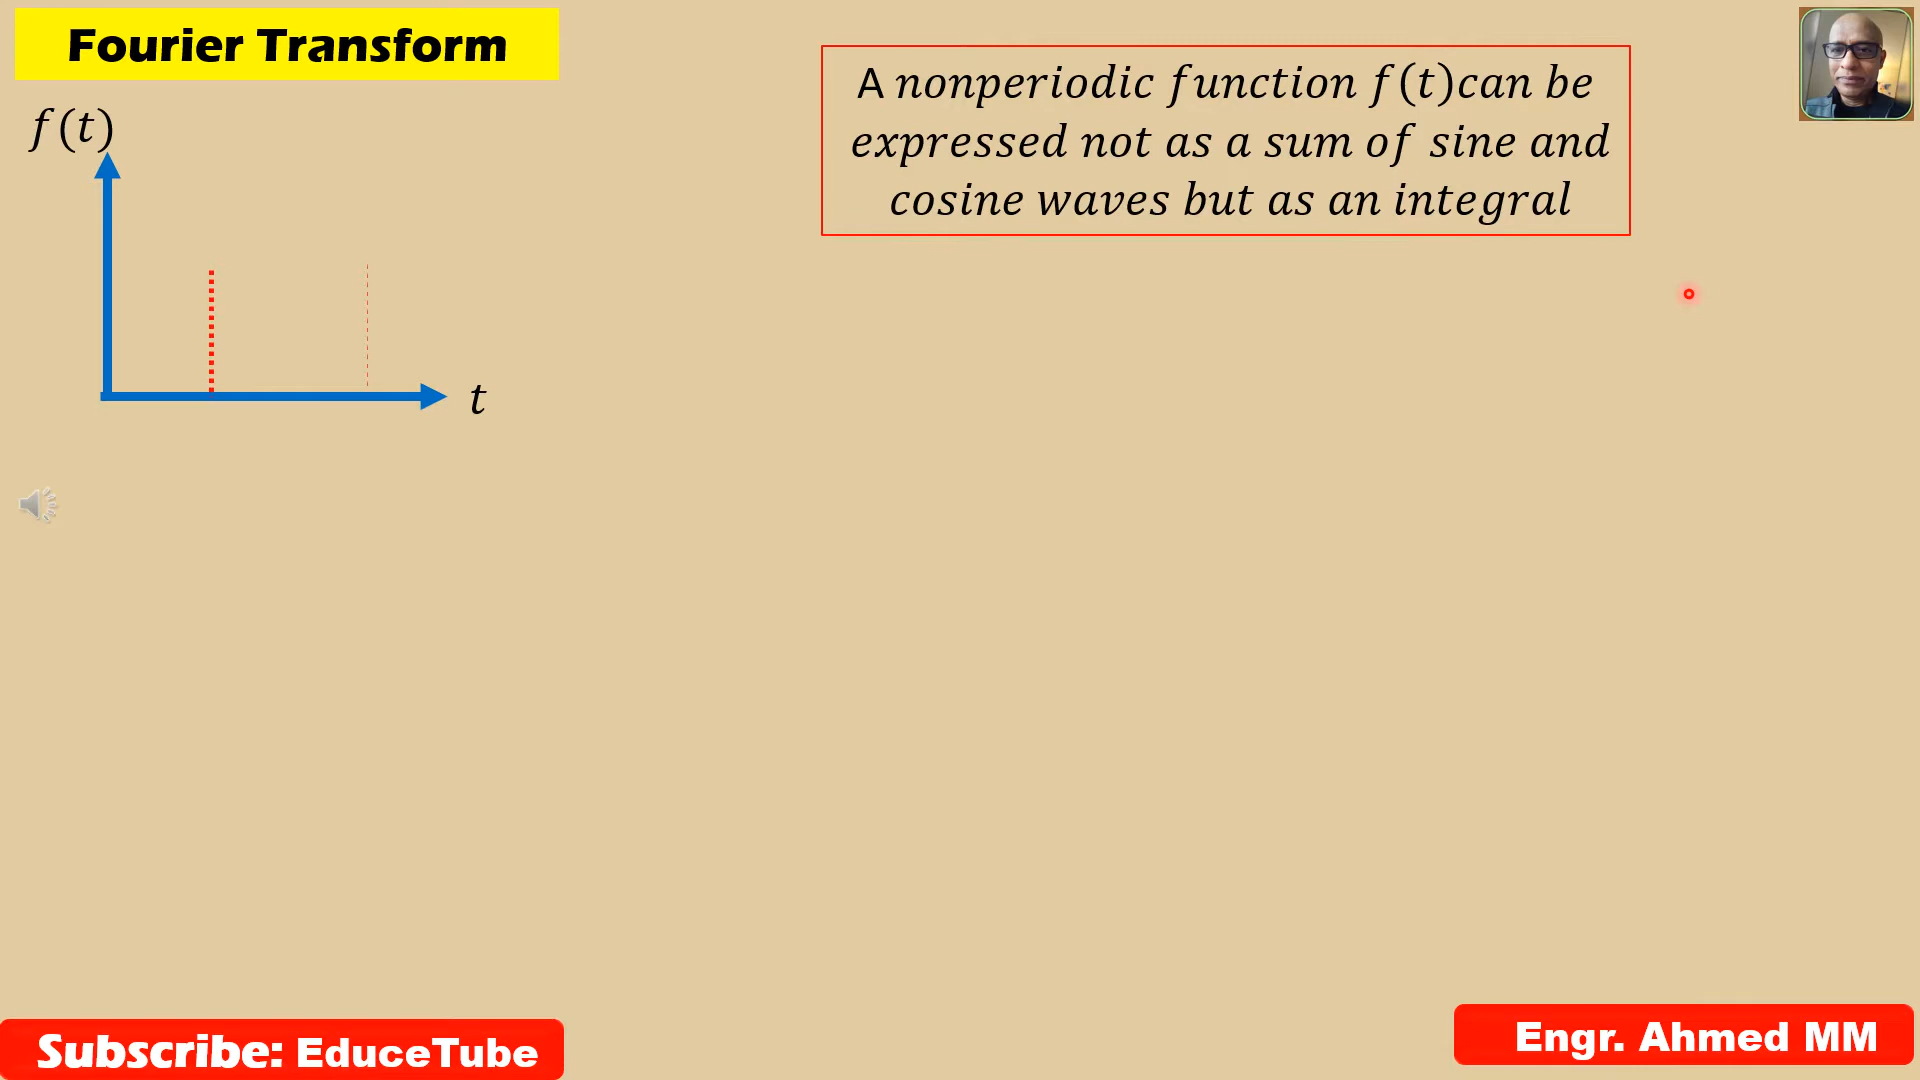 Fourier Transform
A nonperiodic function f(t)can be
expressed not as a sum of sine and
cosine waves but as an integral
f(t)
t
Subscribe: EduceTube
Engr. Ahmed MM